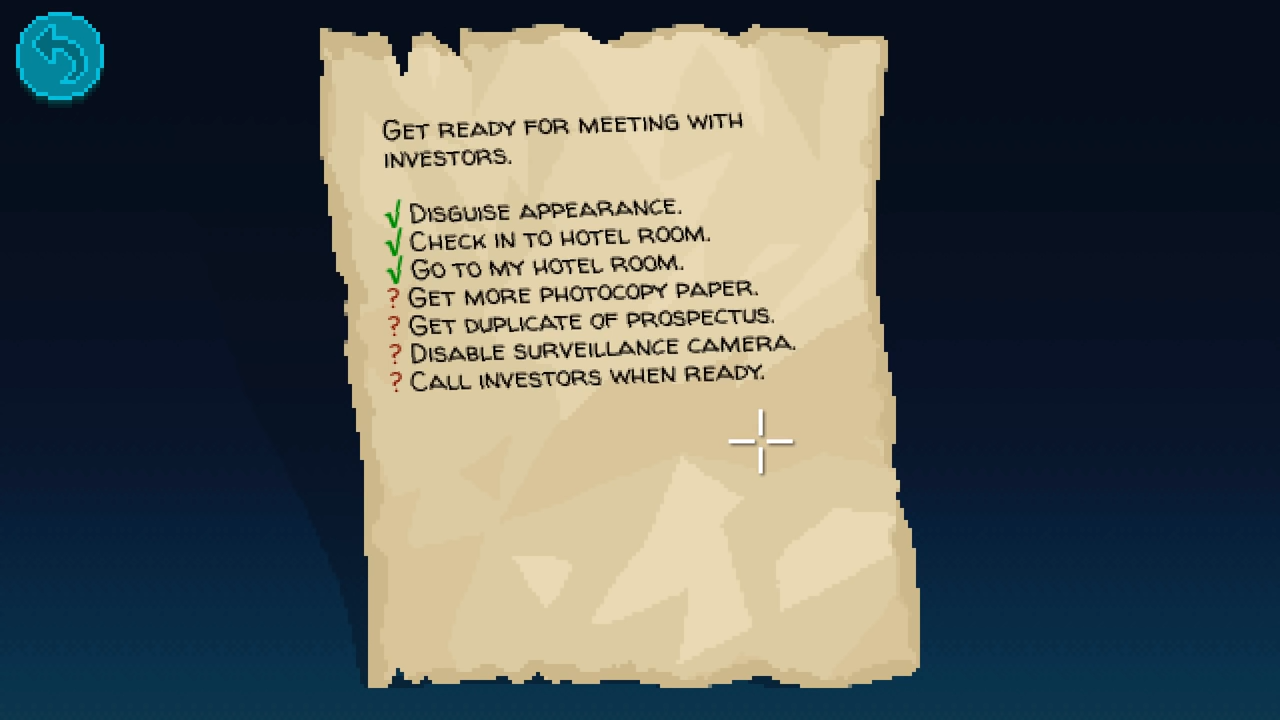 Get ready for meeting with
investors.
√ Disguise appearance.
√ Check in to hotel room.
√ Go to my hotel room.
? Get more photocopy paper.
? Get duplicate of prospectus.
? Disable surveillance camera.
? Call investors when ready.